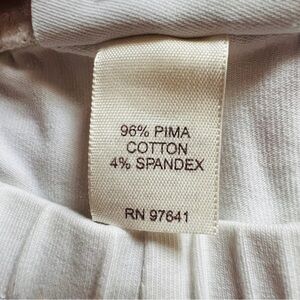 96% PIMA
COTTON
4% SPANDEX
RN 97641